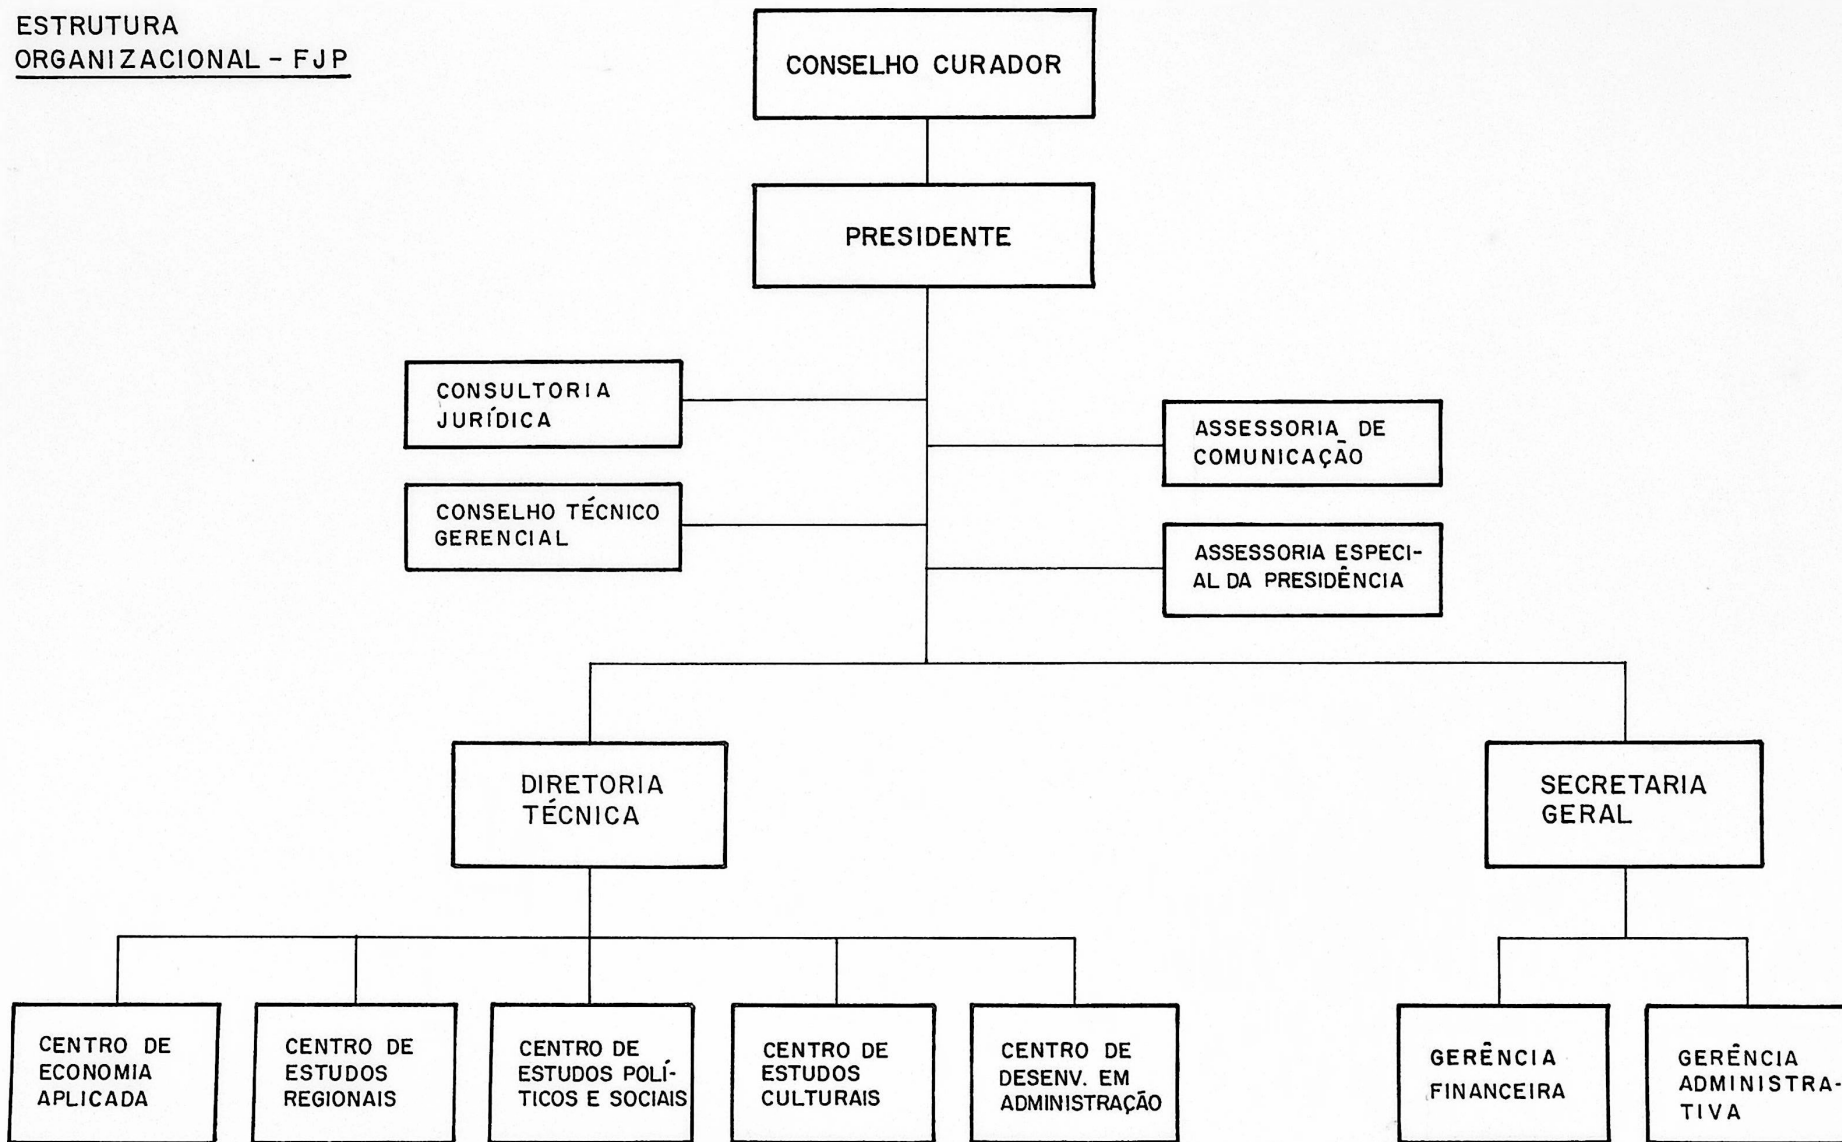 ESTRUTURA
ORGANIZACIONAL - FJP
CONSELHO CURADOR
PRESIDENTE
CONSULTORIA
JURÍDICA
ASSESSORIA DE
COMUNICAÇÃO
CONSELHO TÉCNICO
GERENCIAL
ASSESSORIA ESPECI-
AL DA PRESIDÊNCIA
DIRETORIA
TÉCNICA
SECRETARIA
GERAL
CENTRO DE
ECONOMIA
APLICADA
CENTRO DE
ESTUDOS
REGIONAIS
CENTRO DE
ESTUDOS POLÍ-
TICOS E SOCIAIS
CENTRO DE
ESTUDOS
CULTURAIS
CENTRO DE
DESENV. EM
ADMINISTRAÇÃO
GERÊNCIA
FINANCEIRA
GERÊNCIA
ADMINISTRA-
TIVA